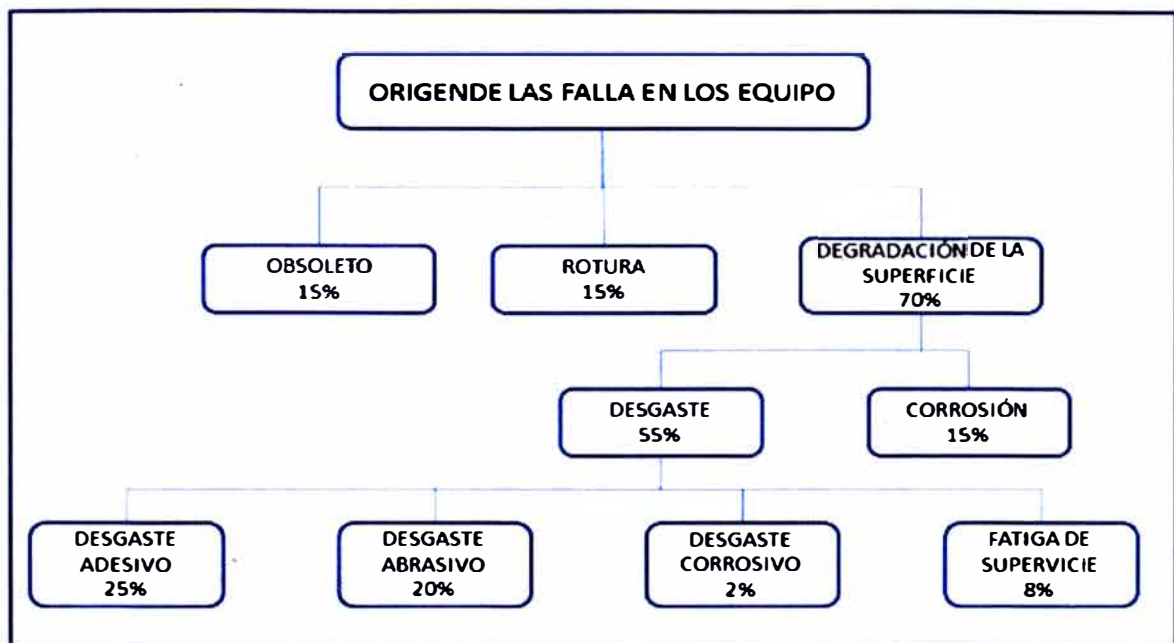 ORIGENDE LAS FALLA EN LOS EQUIPO
OBSOLETO
15%
ROTURA
15%
DEGRADACIÓN DE LA
SUPERFICIE
70%
DESGASTE
55%
CORROSIÓN
15%
DESGASTE
ADESIVO
25%
DESGASTE
ABRASIVO
20%
DESGASTE
CORROSIVO
2%
FATIGA DE
SUPERVICIE
8%